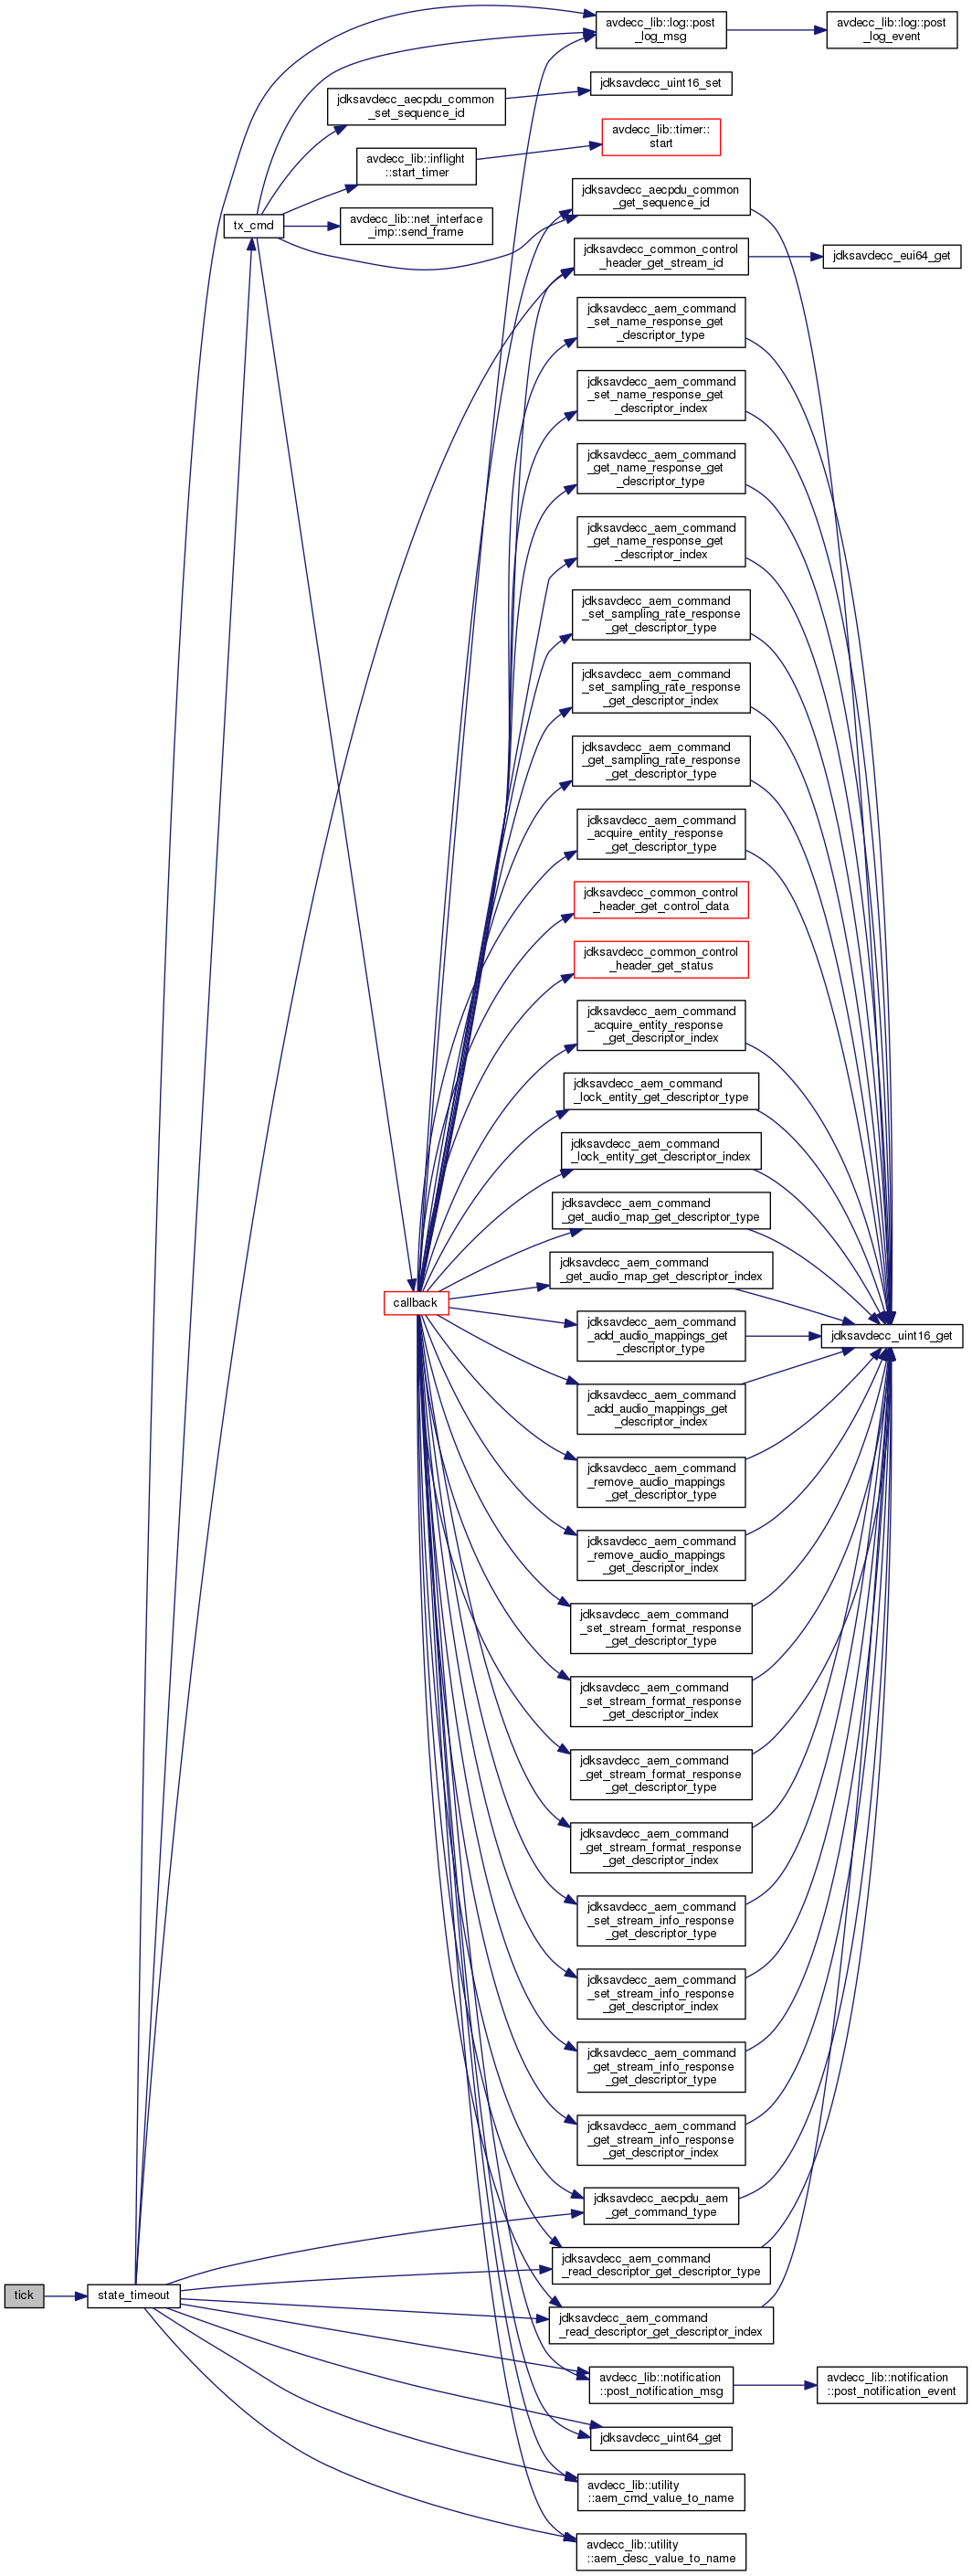 avdecc_lib::log::post
_log_msg
avdecc_lib::log::post
_log_event
jdksavdecc_uint16_set
jdksavdecc_aecpdu_common
_set_sequence_id
avdecc_lib::timer::
start
avdecc_lib::inflight
::start_timer
jdksavdecc_aecpdu_common
_get_sequence_id
tx_cmd
avdecc_lib::net_interface
_imp::send_frame
jdksavdecc_common_control
_header_get_stream_id
jdksavdecc_eui64_get
jdksavdecc_aem_command
_set_name_response_get
_descriptor_type
jdksavdecc_aem_command
_set_name_response_get
_descriptor_index
jdksavdecc_aem_command
_get_name_response_get
_descriptor_type
jdksavdecc_aem_command
_get_name_response_get
_descriptor_index
jdksavdecc_aem_command
_set_sampling_rate_response
_get_descriptor_type
jdksavdecc_aem_command
_set_sampling_rate_response
_get_descriptor_index
jdksavdecc_aem_command
_get_sampling_rate_response
_get_descriptor_type
jdksavdecc_aem_command
_acquire_entity_response
_get_descriptor_type
jdksavdecc_common_control
_header_get_control_data
jdksavdecc_common_control
_header_get_status
jdksavdecc_aem_command
_acquire_entity_response
_get_descriptor_index
jdksavdecc_aem_command
_lock_entity_get_descriptor_type
jdksavdecc_aem_command
_lock_entity_get_descriptor_index
jdksavdecc_aem_command
_get_audio_map_get_descriptor_type
jdksavdecc_aem_command
_get_audio_map_get_descriptor_index
callback
jdksavdecc_aem_command
_add_audio_mappings_get
_descriptor_type
jdksavdecc_uint16_get
jdksavdecc_aem_command
_add_audio_mappings_get
_descriptor_index
jdksavdecc_aem_command
_remove_audio_mappings
_get_descriptor_type
jdksavdecc_aem_command
_remove_audio_mappings
_get_descriptor_index
jdksavdecc_aem_command
_set_stream_format_response
_get_descriptor_type
jdksavdecc_aem_command
_set_stream_format_response
_get_descriptor_index
jdksavdecc_aem_command
_get_stream_format_response
_get_descriptor_type
jdksavdecc_aem_command
_get_stream_format_response
_get_descriptor_index
jdksavdecc_aem_command
_set_stream_info_response
_get_descriptor_type
jdksavdecc_aem_command
_set_stream_info_response
_get_descriptor_index
jdksavdecc_aem_command
_get_stream_info_response
_get_descriptor_type
jdksavdecc_aem_command
_get_stream_info_response
_get_descriptor_index
jdksavdecc_aecpdu_aem
_get_command_type
jdksavdecc_aem_command
_read_descriptor_get_descriptor_type
tick
state_timeout
jdksavdecc_aem_command
_read_descriptor_get_descriptor_index
avdecc_lib::notification
::post_notification_msg
avdecc_lib::notification
::post_notification_event
jdksavdecc_uint64_get
avdecc_lib::utility
::aem_cmd_value_to_name
avdecc_lib::utility
::aem_desc_value_to_name